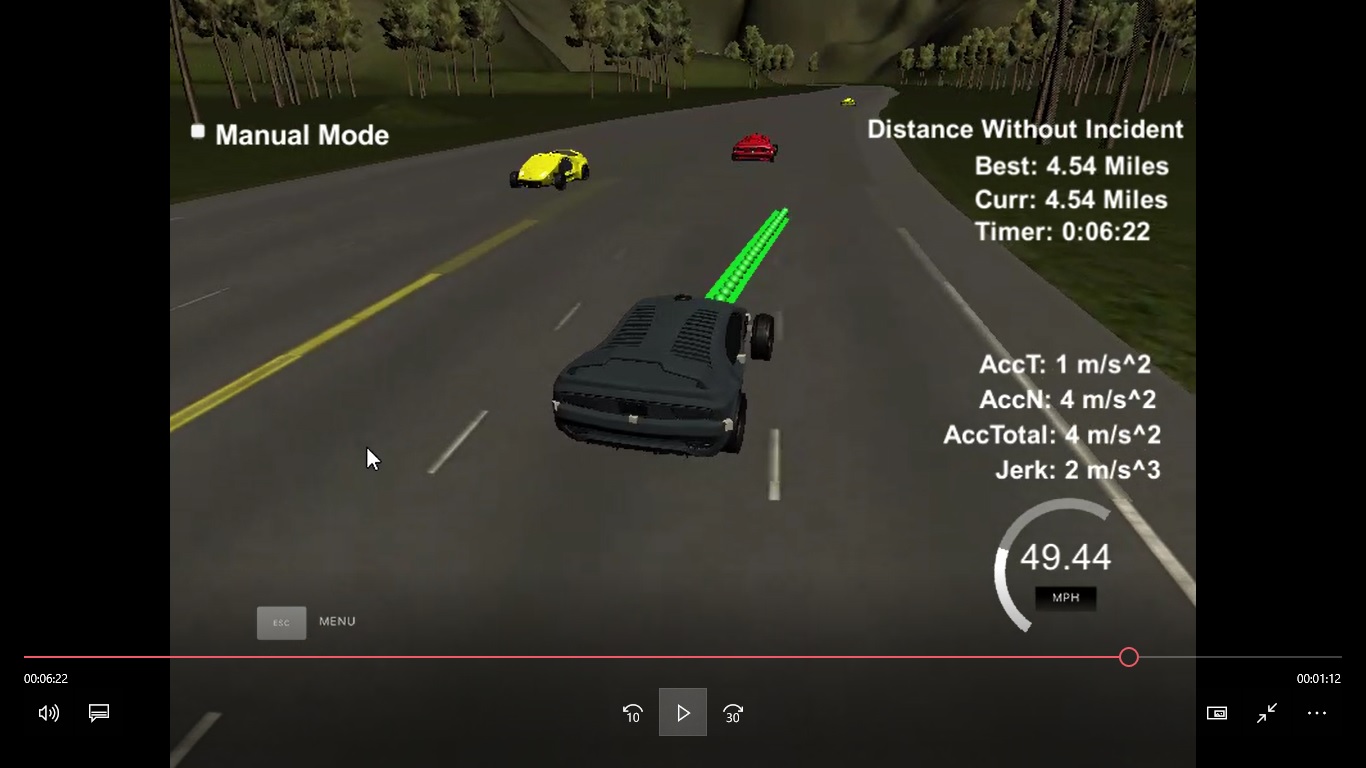 Manual Mode
Distance Without Incident
Best: 4.54 Miles
Curr: 4.54 Miles
Timer: 0:06:22
AccT: 1 m/s^2
AccN: 4 m/s^2
AccTotal: 4 m/s^2
Jerk: 2 m/s^3
49.44
MPH
ESC MENU
00:06:22 00:01:12
10 30